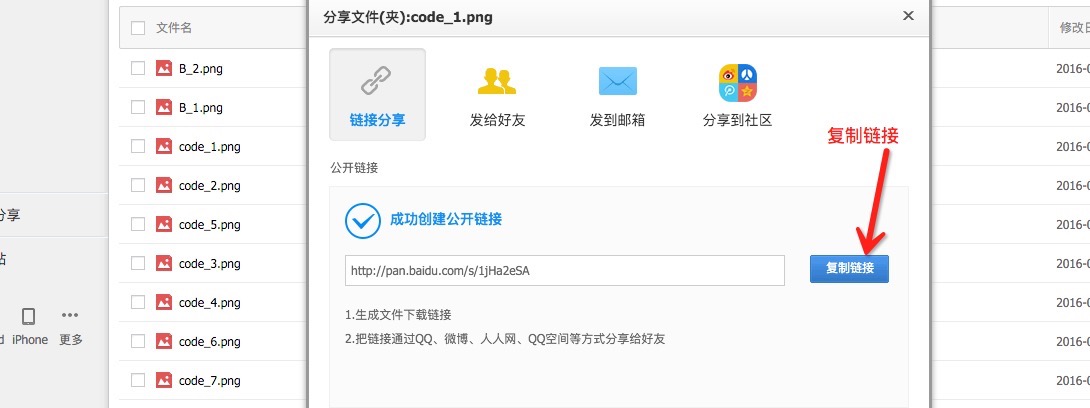 分享文件(夹):code_1.png
文件名
修改日
B_2.png
2016-0
B_1.png
2016-0
code_1.png
2016-0
code_2.png
2016-0
code_5.png
2016-0
code_3.png
2016-0
code_4.png
2016-0
code_6.png
2016-0
code_7.png
2016-0
分享
站
iPhone
更多
链接分享
发给好友
发到邮箱
分享到社区
复制链接
公开链接
成功创建公开链接
http://pan.baidu.com/s/1jHa2eSA
复制链接
1.生成文件下载链接
2.把链接通过QQ、微博、人人网、QQ空间等方式分享给好友